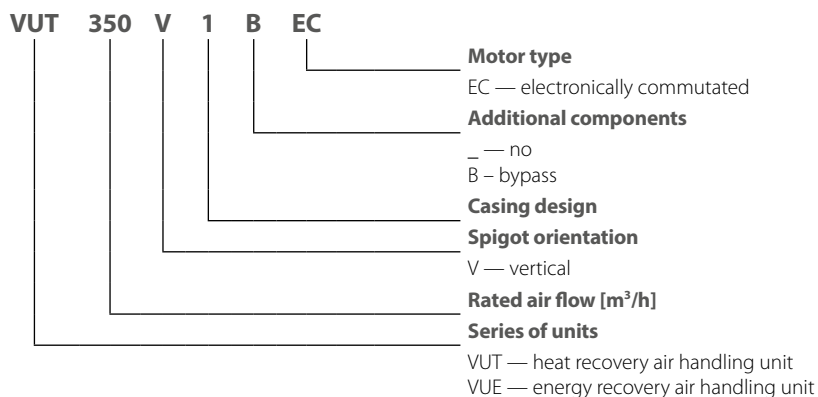 VUT 350 V 1 B EC
Motor type
EC — electronically commutated
Additional components
_ — no
B – bypass
Casing design
Spigot orientation
V — vertical
Rated air flow [m³/h]
Series of units
VUT — heat recovery air handling unit
VUE — energy recovery air handling unit